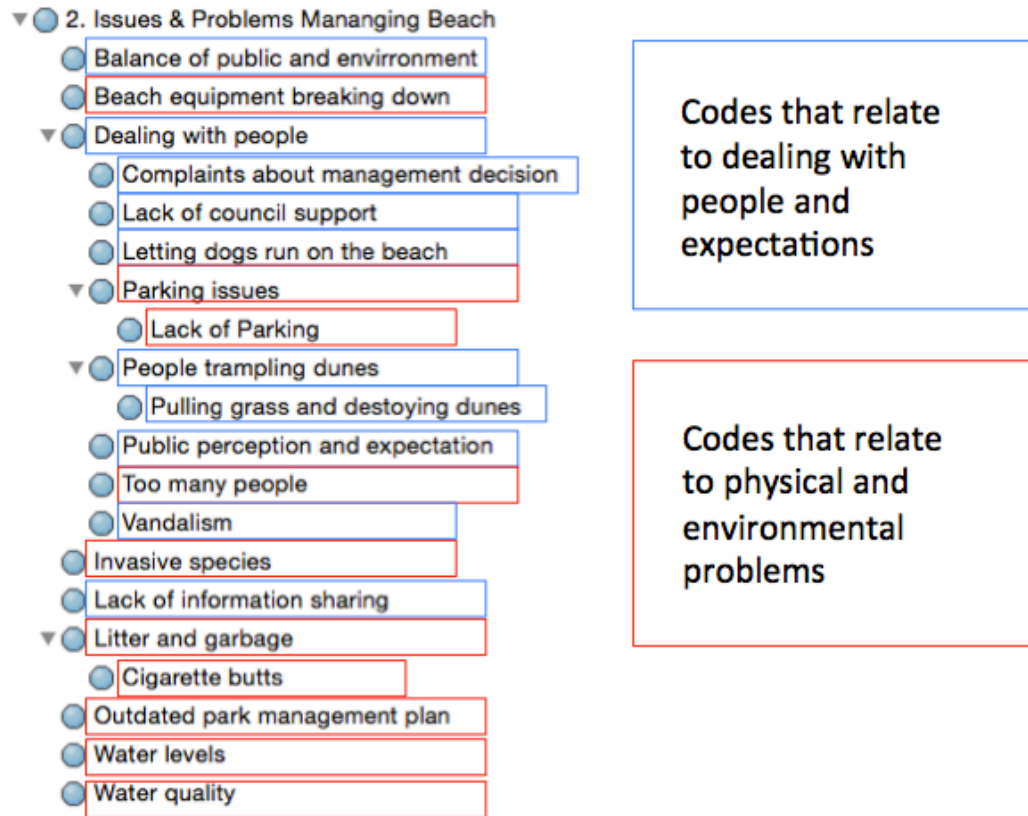 2. Issues & Problems Mananging Beach
Balance of public and envirronment
Beach equipment breaking down
Dealing with people
Complaints about management decision
Lack of council support
Letting dogs run on the beach
Parking issues
Lack of Parking
People trampling dunes
Pulling grass and destoying dunes
Public perception and expectation
Too many people
Vandalism
Invasive species
Lack of information sharing
Litter and garbage
Cigarette butts
Outdated park management plan
Water levels
Water quality
Codes that relate
to dealing with
people and
expectations
Codes that relate
to physical and
environmental
problems